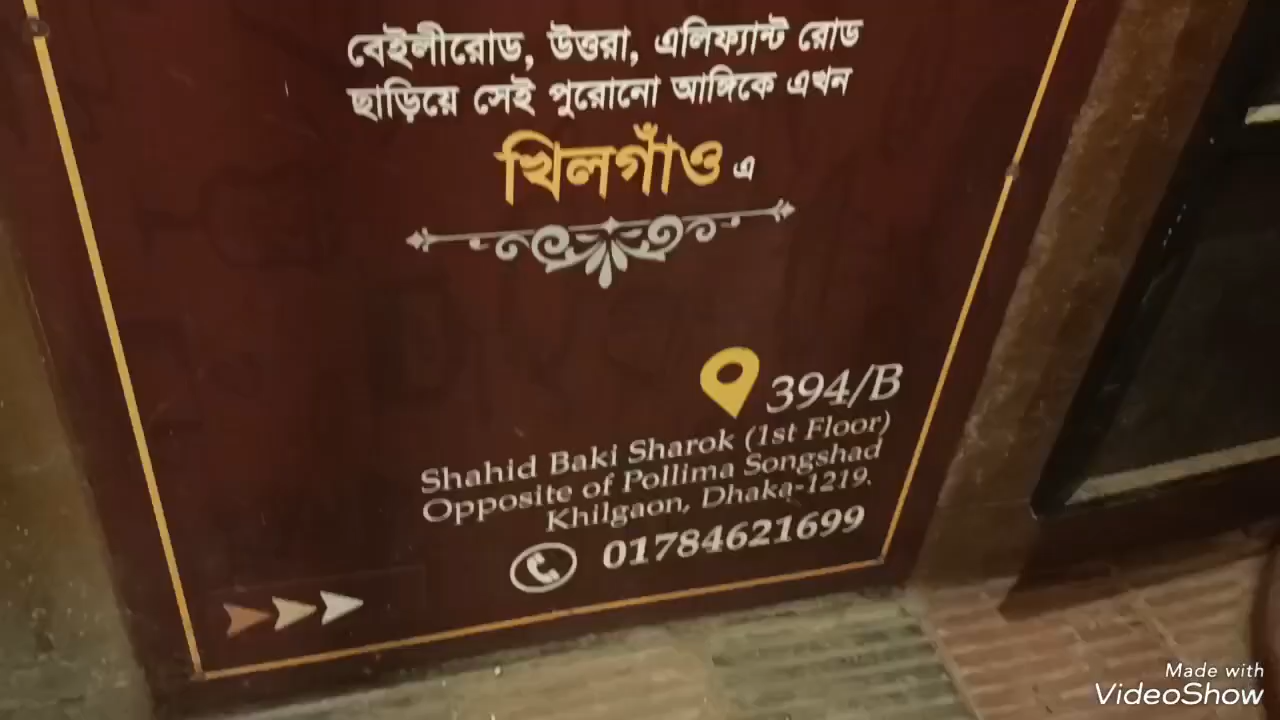 বেইলীরোড, উত্তরা, এলিফ্যান্ট রোড
ছাড়িয়ে সেই পুরোনো আঙ্গিকে এখন
খিলগাঁও এ
394/B
Shahid Baki Sharok (1st Floor)
Opposite of Pollima Songshad
Khilgaon, Dhaka-1219.
01784621699
Made with
VideoShow